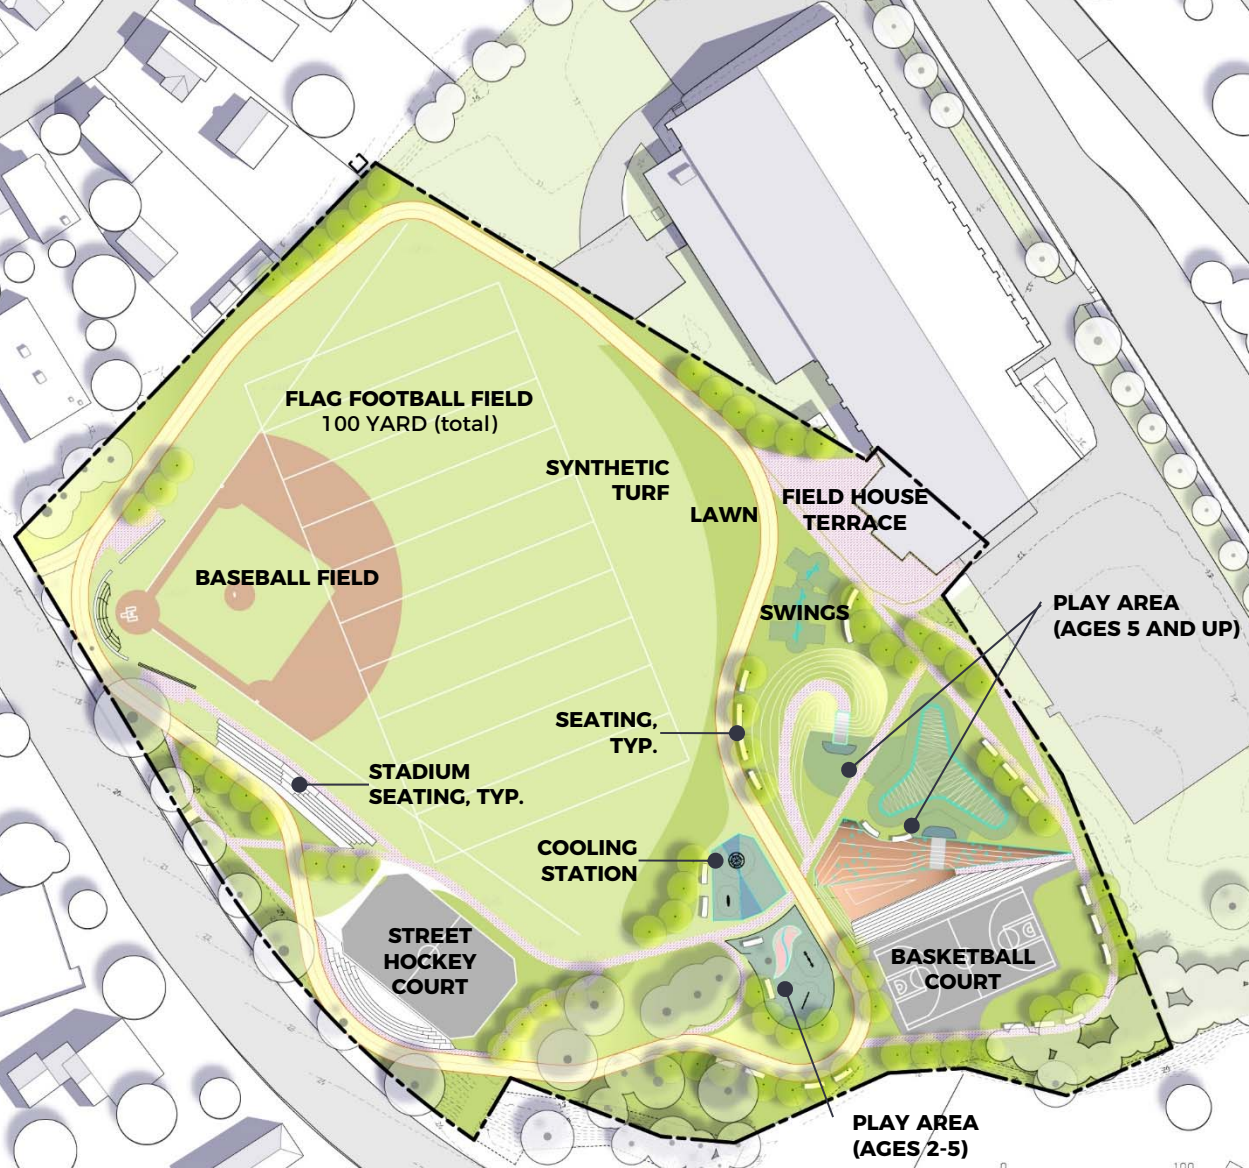 FLAG FOOTBALL FIELD
100 YARD (total)
SYNTHETIC
TURF
LAWN
FIELD HOUSE
TERRACE
BASEBALL FIELD
SWINGS
PLAY AREA
(AGES 5 AND UP)
SEATING,
TYP.
STADIUM
SEATING, TYP.
COOLING
STATION
STREET
HOCKEY
COURT
BASKETBALL
COURT
PLAY AREA
(AGES 2-5)
0 100